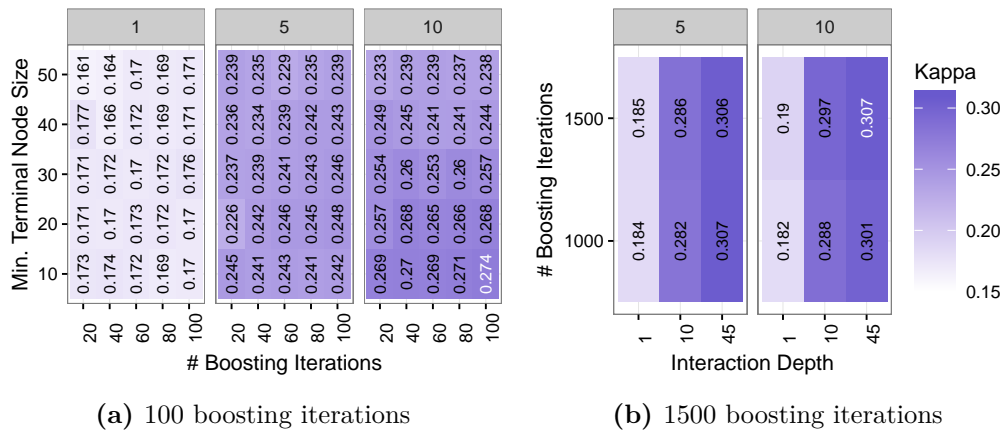 1 5 10
Min. Terminal Node Size
50 0.161 0.164 0.17 0.169 0.171 0.239 0.235 0.229 0.235 0.239 0.233 0.239 0.239 0.237 0.238
40 0.177 0.166 0.172 0.169 0.171 0.236 0.234 0.239 0.242 0.243 0.249 0.245 0.241 0.241 0.244
30 0.171 0.172 0.17 0.172 0.176 0.237 0.239 0.241 0.243 0.246 0.254 0.26 0.253 0.26 0.257
20 0.171 0.17 0.173 0.172 0.17 0.226 0.242 0.246 0.245 0.248 0.257 0.268 0.265 0.266 0.268
10 0.173 0.174 0.172 0.169 0.17 0.245 0.241 0.243 0.241 0.242 0.269 0.27 0.269 0.271 0.274
20 40 60 80 100 20 40 60 80 100 20 40 60 80 100
# Boosting Iterations
(a) 100 boosting iterations
5 10
# Boosting Iterations
1500 0.185 0.286 0.306 0.19 0.297 0.307
1000 0.184 0.282 0.307 0.182 0.288 0.301
1 10 45 1 10 45
Interaction Depth
Kappa
0.30
0.25
0.20
0.15
(b) 1500 boosting iterations